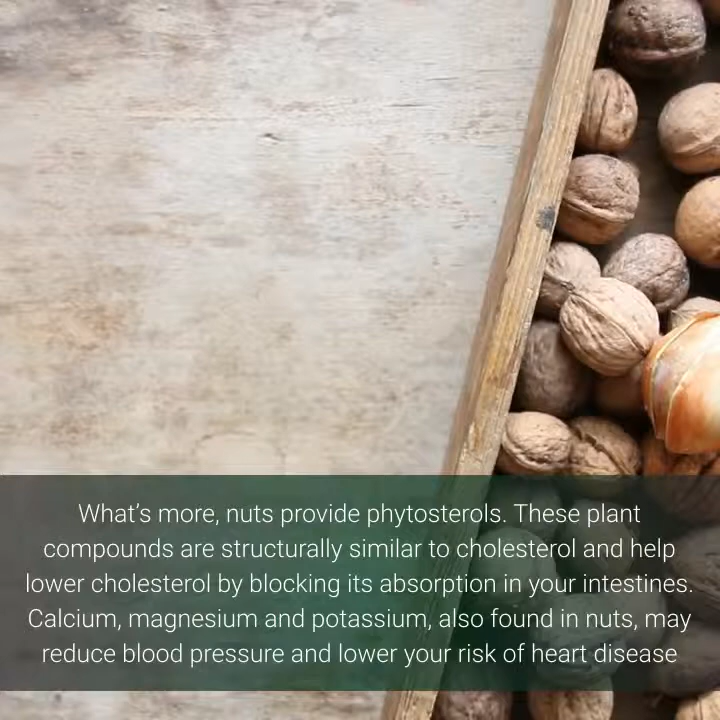 What’s more, nuts provide phytosterols. These plant
compounds are structurally similar to cholesterol and help
lower cholesterol by blocking its absorption in your intestines.
Calcium, magnesium and potassium, also found in nuts, may
reduce blood pressure and lower your risk of heart disease